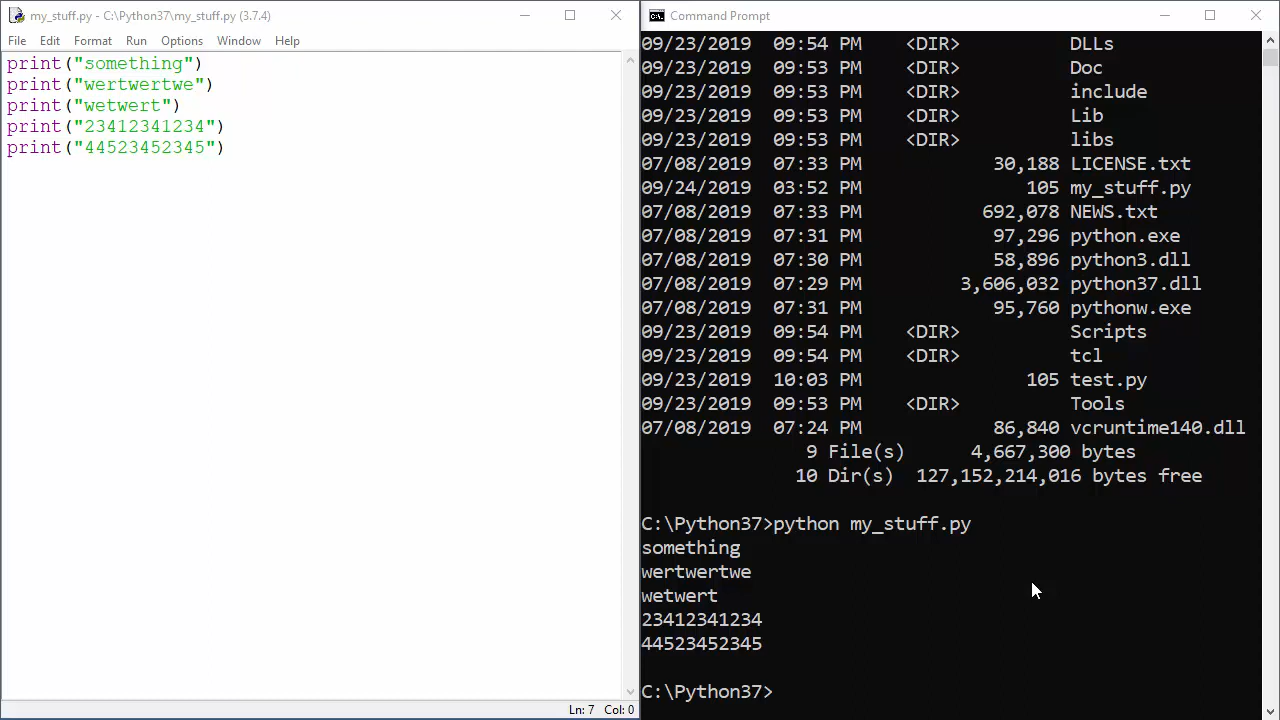 my_stuff.py - C:\Python37\my_stuff.py (3.7.4)
File Edit Format Run Options Window Help
print("something")
print("wertwertwe")
print("wetwert")
print("23412341234")
print("44523452345")
Ln: 7 Col: 0
Command Prompt
09/23/2019 09:54 PM <DIR> DLLs
09/23/2019 09:53 PM <DIR> Doc
09/23/2019 09:53 PM <DIR> include
09/23/2019 09:53 PM <DIR> Lib
09/23/2019 09:53 PM <DIR> libs
07/08/2019 07:33 PM 30,188 LICENSE.txt
09/24/2019 03:52 PM 105 my_stuff.py
07/08/2019 07:33 PM 692,078 NEWS.txt
07/08/2019 07:31 PM 97,296 python.exe
07/08/2019 07:30 PM 58,896 python3.dll
07/08/2019 07:29 PM 3,606,032 python37.dll
07/08/2019 07:31 PM 95,760 pythonw.exe
09/23/2019 09:54 PM <DIR> Scripts
09/23/2019 09:54 PM <DIR> tcl
09/23/2019 10:03 PM 105 test.py
09/23/2019 09:53 PM <DIR> Tools
07/08/2019 07:24 PM 86,840 vcruntime140.dll
9 File(s) 4,667,300 bytes
10 Dir(s) 127,152,214,016 bytes free
C:\Python37>python my_stuff.py
something
wertwertwe
wetwert
23412341234
44523452345
C:\Python37>